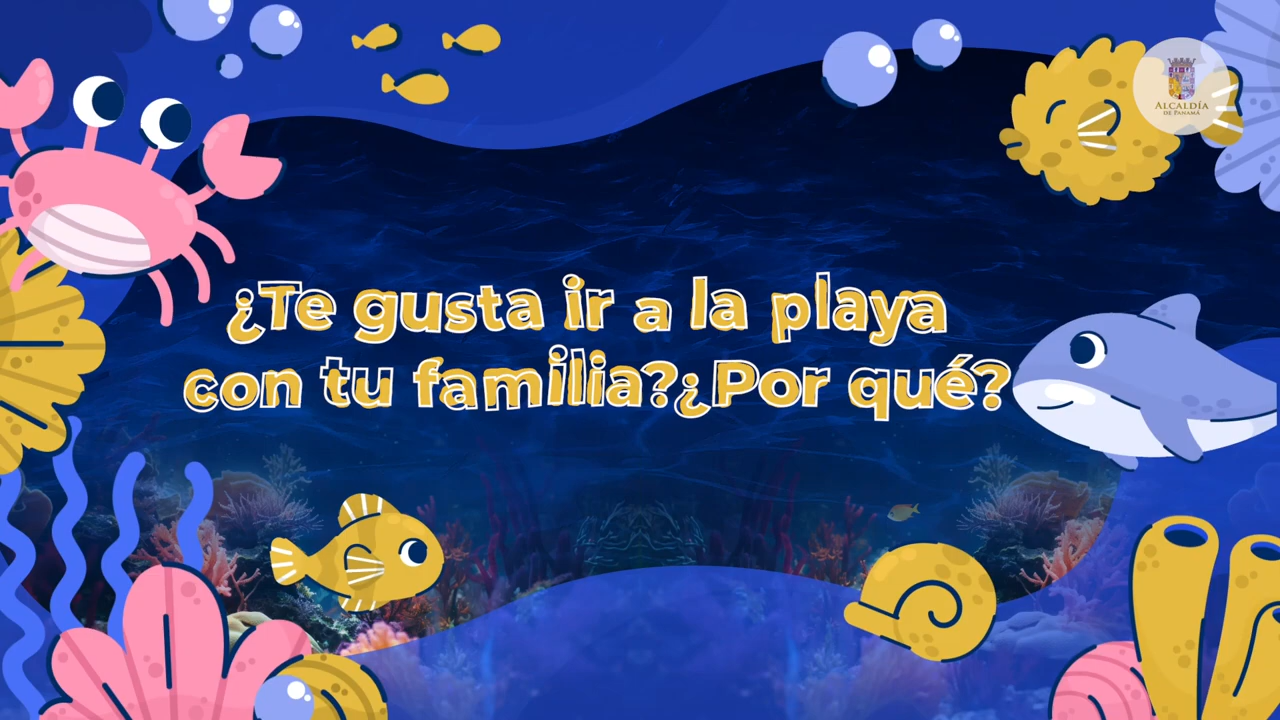 ALCALDÍA
DE PANAMÁ
¿Te gusta ir a la playa
con tu familia?¿Por qué?